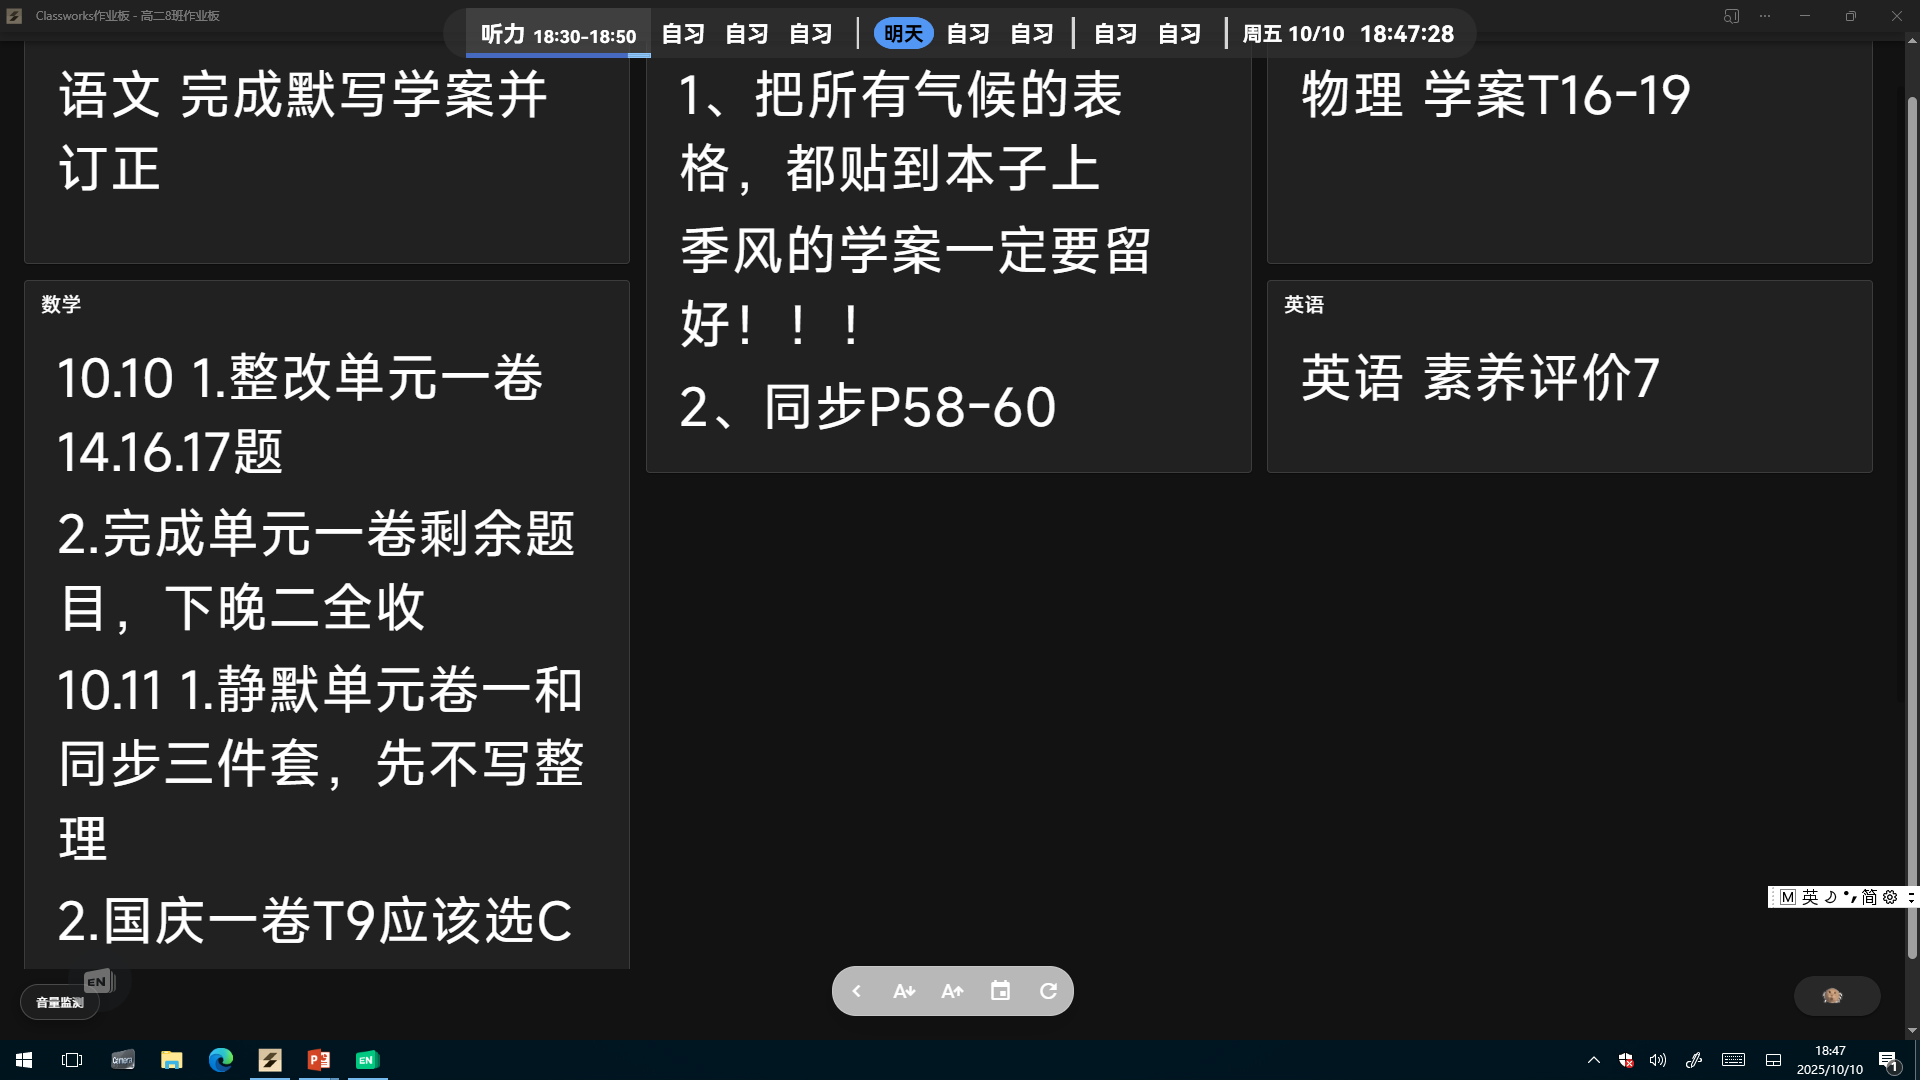 Classworks作业板 - 高二8班作业板
听力 18:30-18:50 自习 自习 自习 | 明天 自习 自习 | 自习 自习 | 周五 10/10 18:47:28
语文 完成默写学案并
订正
数学
10.10 1.整改单元一卷
14.16.17题
2.完成单元一卷剩余题
目，下晚二全收
10.11 1.静默单元卷一和
同步三件套，先不写整
理
2.国庆一卷T9应该选C
1、把所有气候的表
格，都贴到本子上
季风的学案一定要留
好！！！
2、同步P58-60
物理 学案T16-19
英语
英语 素养评价7
M 英 简
EN
音量监测
A A
Camera
EN
18:47
2025/10/10
1